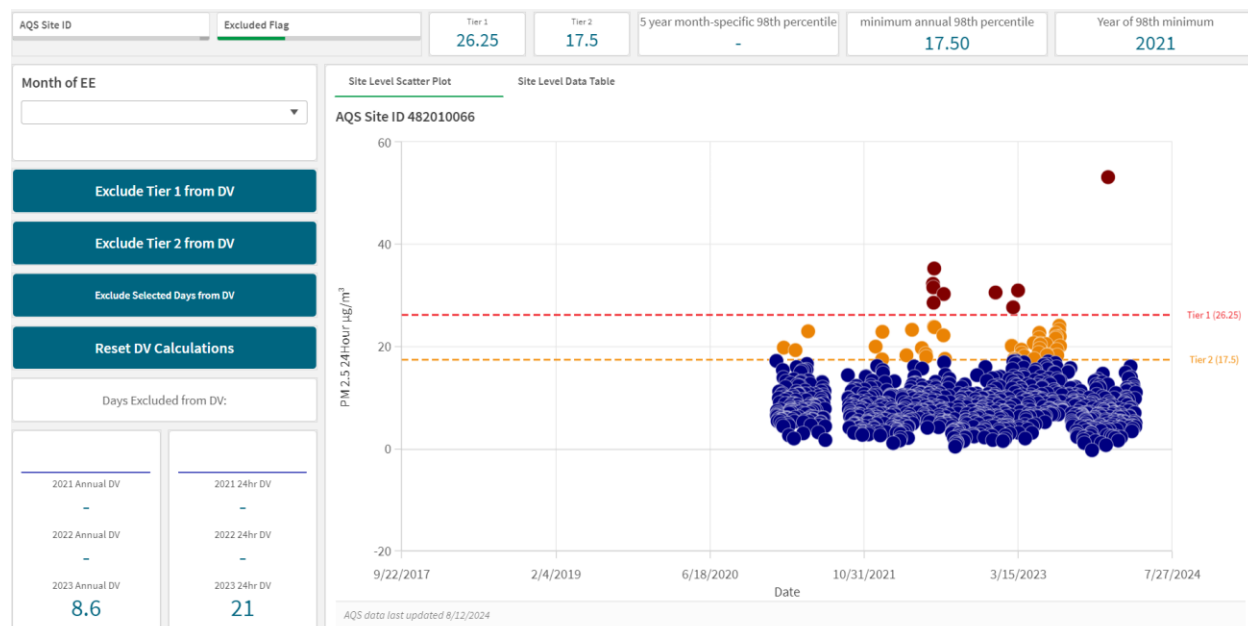 AQS Site ID
Excluded Flag
Tier 1
26.25
Tier 2
17.5
5 year month-specific 98th percentile
-
minimum annual 98th percentile
17.50
Year of 98th minimum
2021
Month of EE
Exclude Tier 1 from DV
Exclude Tier 2 from DV
Exclude Selected Days from DV
Reset DV Calculations
Days Excluded from DV:
2021 Annual DV
-
2022 Annual DV
-
2023 Annual DV
8.6
2021 24hr DV
-
2022 24hr DV
-
2023 24hr DV
21
Site Level Scatter Plot
Site Level Data Table
AQS Site ID 482010066
PM 2.5 24Hour µg/m³
60
40
20
0
-20
Tier 1 (26.25)
Tier 2 (17.5)
9/22/2017
2/4/2019
6/18/2020
10/31/2021
3/15/2023
7/27/2024
Date
AQS data last updated 8/12/2024